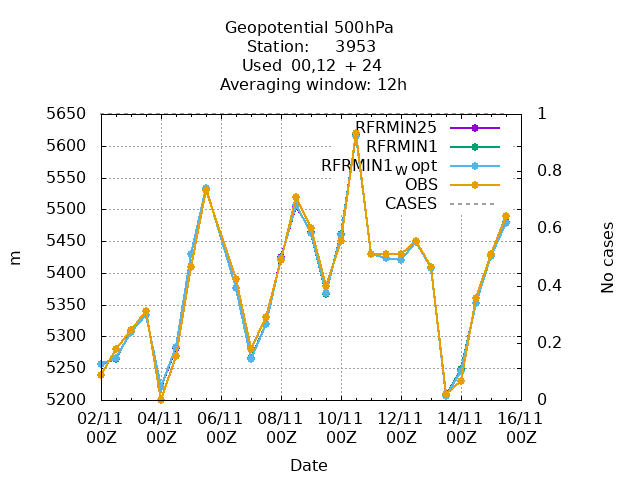 Geopotential 500hPa
Station: 3953
Used 00,12 + 24
Averaging window: 12h
5650
5600
5550
5500
5450
5400
5350
5300
5250
5200
m
1
0.8
0.6
0.4
0.2
0
No cases
RFRMIN25
RFRMIN1
RFRMIN1w opt
OBS
CASES
02/11 04/11 06/11 08/11 10/11 12/11 14/11 16/11
00Z 00Z 00Z 00Z 00Z 00Z 00Z 00Z
Date